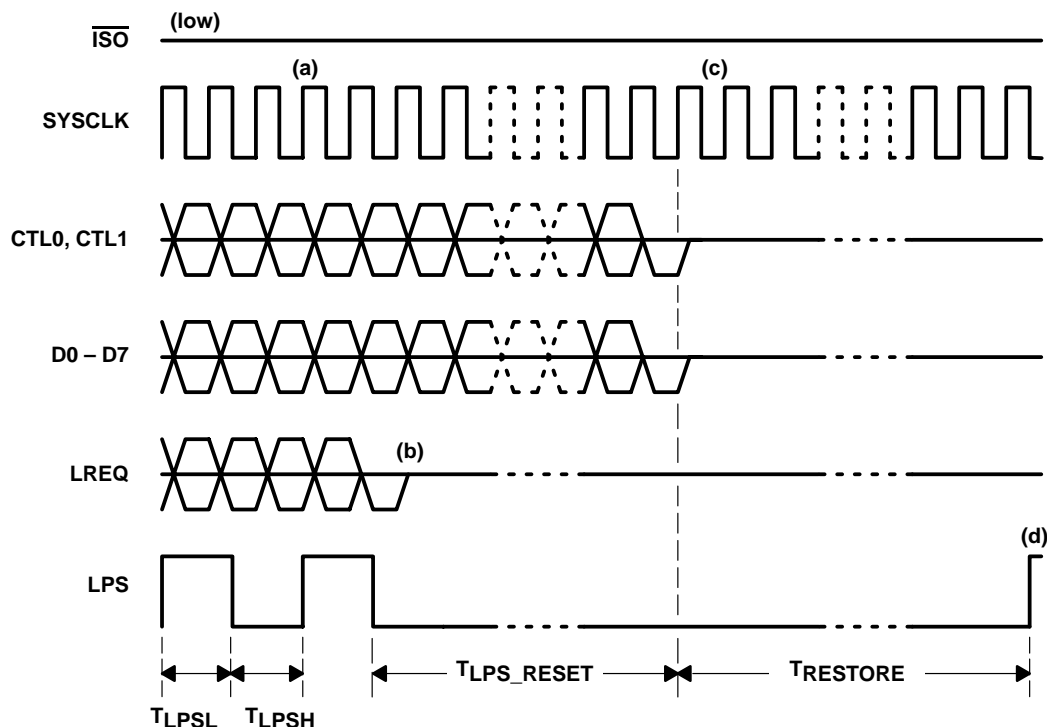 (low)
ISO
(a)
(c)
SYSCLK
CTL0, CTL1
D0 – D7
(b)
LREQ
(d)
LPS
TLPS_RESET
TRESTORE
TLPSL
TLPSH